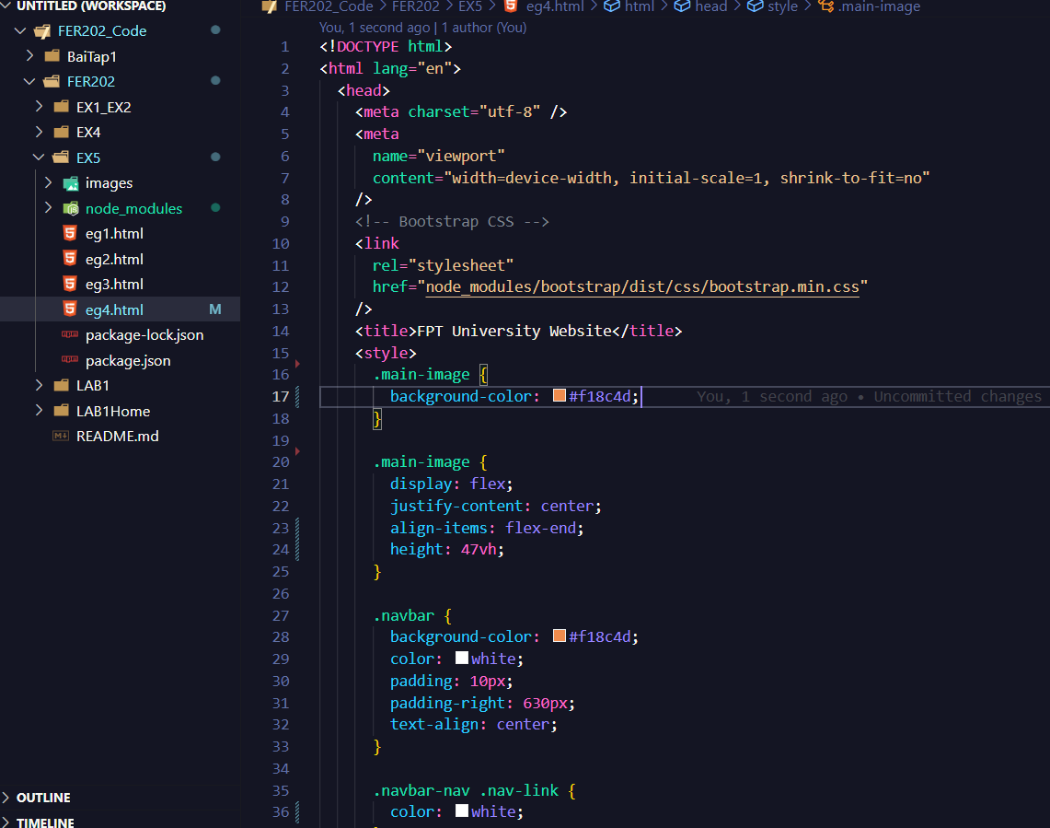 UNTITLED (WORKSPACE)
FER202_Code
BaiTap1
FER202
EX1_EX2
EX4
EX5
images
node_modules
eg1.html
eg2.html
eg3.html
eg4.html M
package-lock.json
package.json
LAB1
LAB1Home
README.md
OUTLINE
TIMELINE
FER202_Code > FER202 > EX5 > eg4.html > html > head > style > .main-image
You, 1 second ago | 1 author (You)
1 <!DOCTYPE html>
2 <html lang="en">
3 <head>
4 <meta charset="utf-8" />
5 <meta
6 name="viewport"
7 content="width=device-width, initial-scale=1, shrink-to-fit=no"
8 />
9 <!-- Bootstrap CSS -->
10 <link
11 rel="stylesheet"
12 href="node_modules/bootstrap/dist/css/bootstrap.min.css"
13 />
14 <title>FPT University Website</title>
15 <style>
16 .main-image {
17 background-color: #f18c4d; You, 1 second ago • Uncommitted changes
18 }
19
20 .main-image {
21 display: flex;
22 justify-content: center;
23 align-items: flex-end;
24 height: 47vh;
25 }
26
27 .navbar {
28 background-color: #f18c4d;
29 color: white;
30 padding: 10px;
31 padding-right: 630px;
32 text-align: center;
33 }
34
35 .navbar-nav .nav-link {
36 color: white;